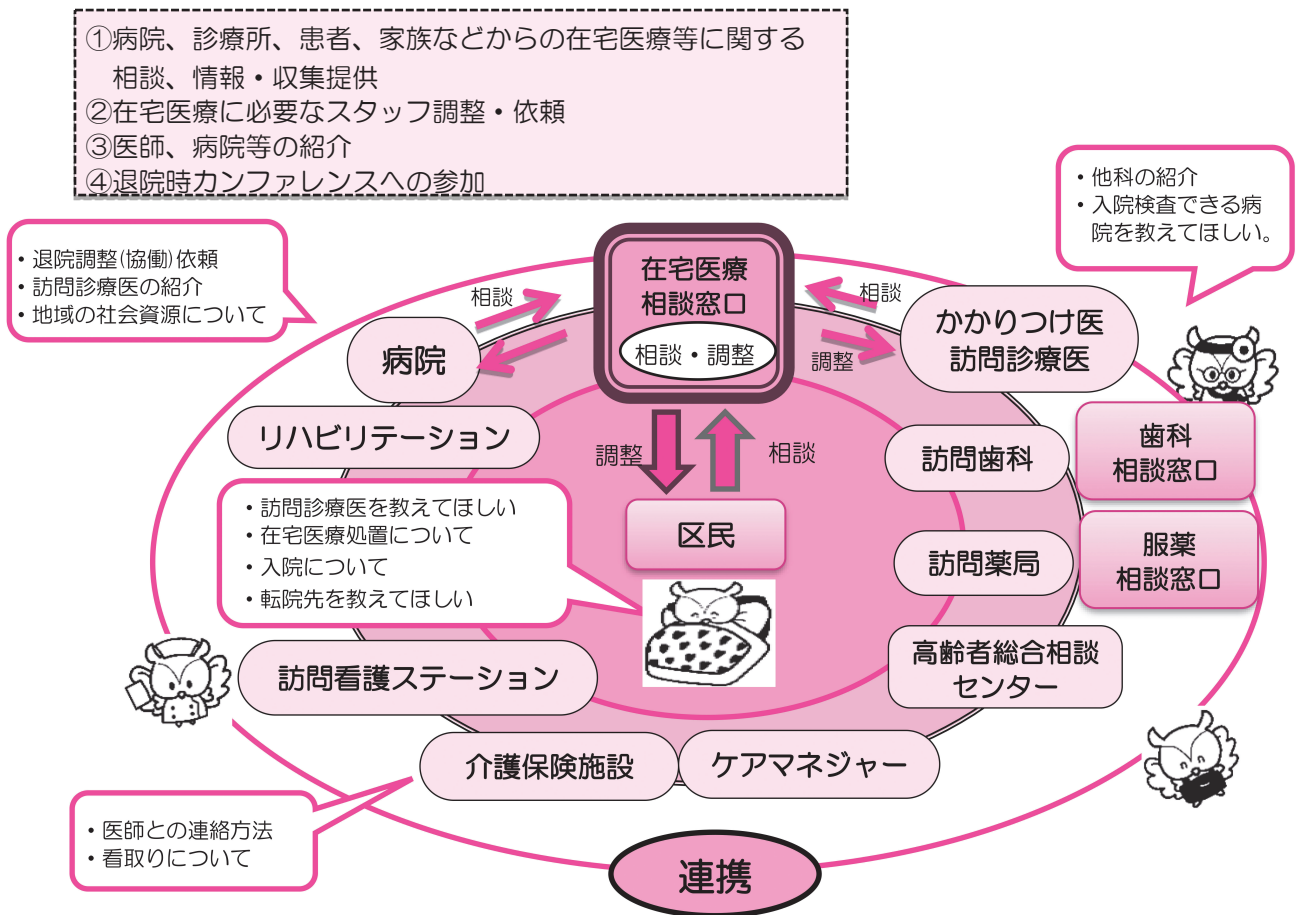 ①病院、診療所、患者、家族などからの在宅医療等に関する
相談、情報・収集提供
②在宅医療に必要なスタッフ調整・依頼
③医師、病院等の紹介
④退院時カンファレンスへの参加
・他科の紹介
・入院検査できる病
院を教えてほしい。
・退院調整(協働)依頼
・訪問診療医の紹介
・地域の社会資源について
在宅医療
相談窓口
相談・調整
相談
相談
調整
病院
かかりつけ医
訪問診療医
リハビリテーション
調整
相談
訪問歯科
歯科
相談窓口
・訪問診療医を教えてほしい
・在宅医療処置について
・入院について
・転院先を教えてほしい
区民
訪問薬局
服薬
相談窓口
訪問看護ステーション
高齢者総合相談
センター
介護保険施設
ケアマネジャー
・医師との連絡方法
・看取りについて
連携